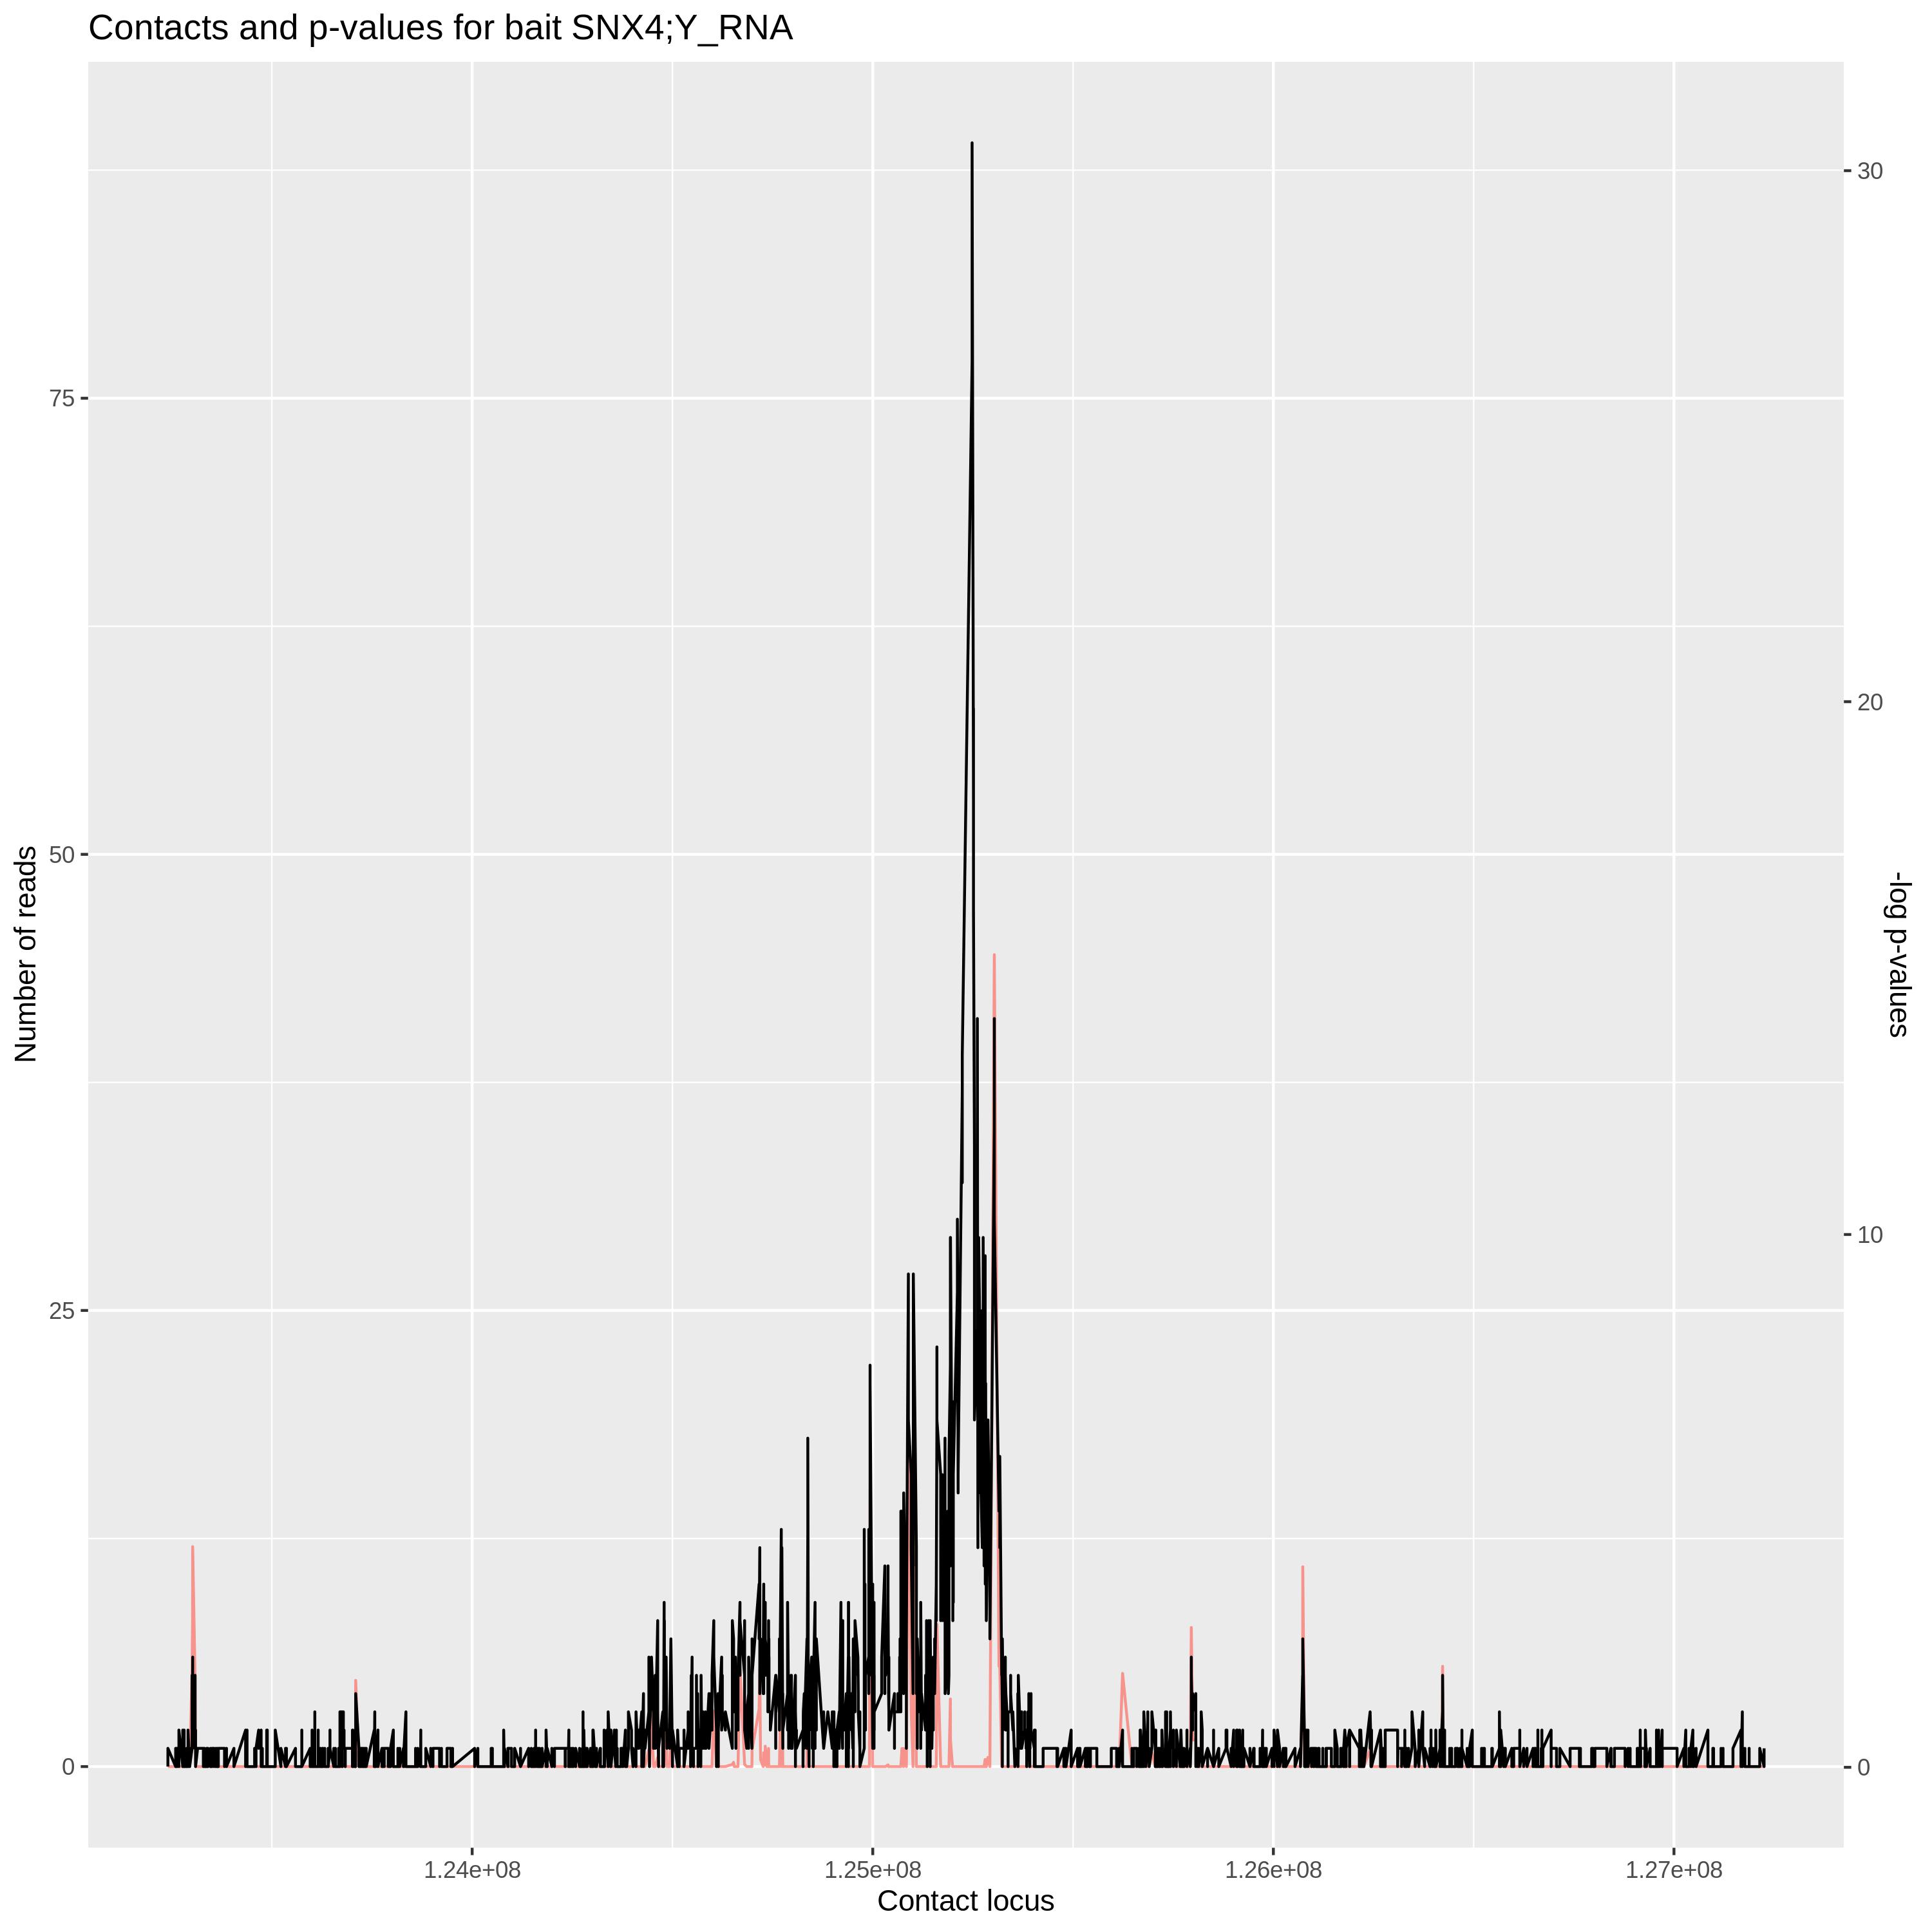 Contacts and p-values for bait SNX4;Y_RNA
75
50
25
0
Number of reads
30
20
10
0
-log p-values
1.24e+08
1.25e+08
1.26e+08
1.27e+08
Contact locus